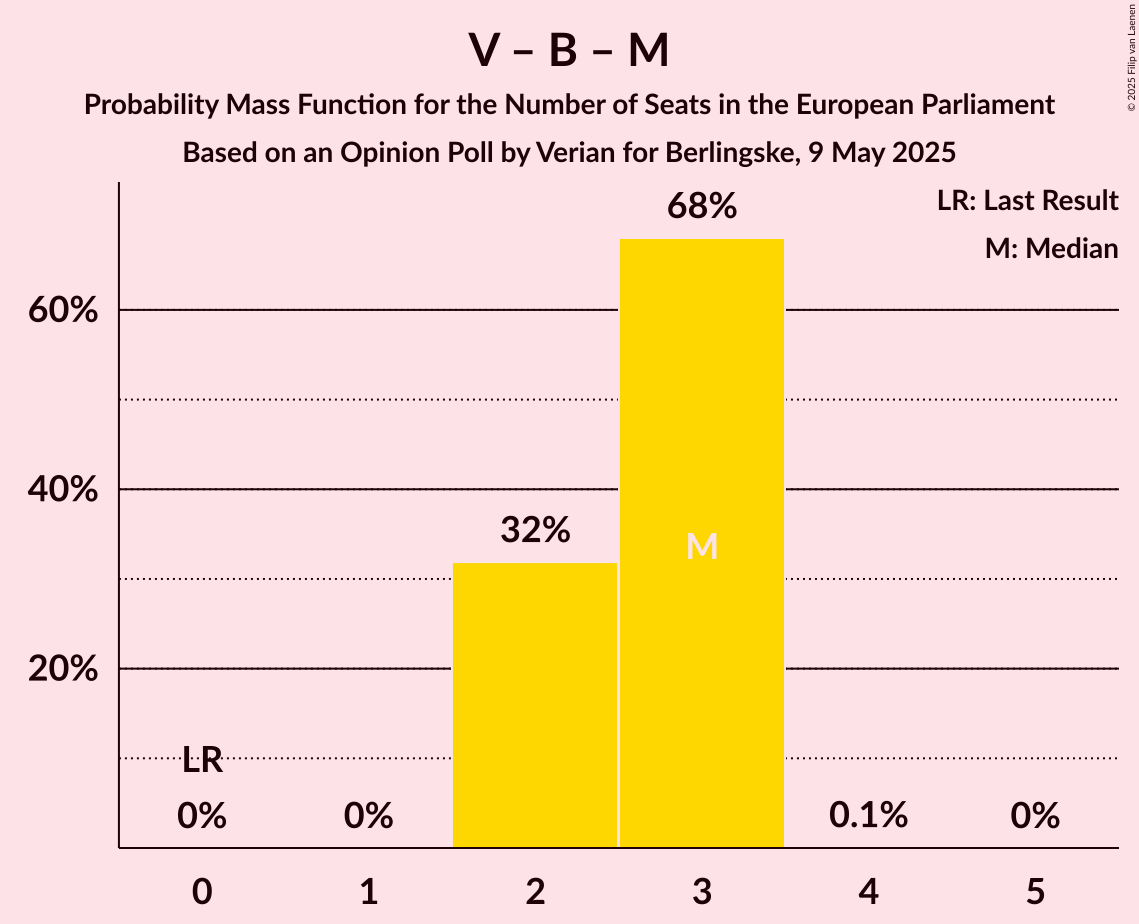 V – B – M
Probability Mass Function for the Number of Seats in the European Parliament
Based on an Opinion Poll by Verian for Berlingske, 9 May 2025
© 2025 Filip van Laenen
LR: Last Result
M: Median
68%
60%
40%
32%
M
20%
LR
0%
0%
0.1%
0%
0
1
2
3
4
5